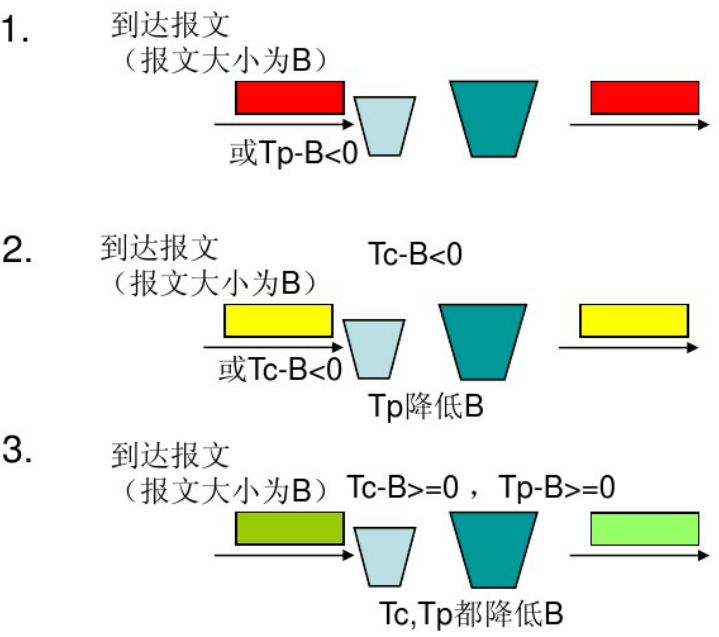 1. 到达报文
（报文大小为B）
或Tp-B<0
2. 到达报文
Tc-B<0
（报文大小为B）
或Tc-B<0
Tp降低B
3. 到达报文
（报文大小为B） Tc-B>=0 ，Tp-B>=0
Tc,Tp都降低B